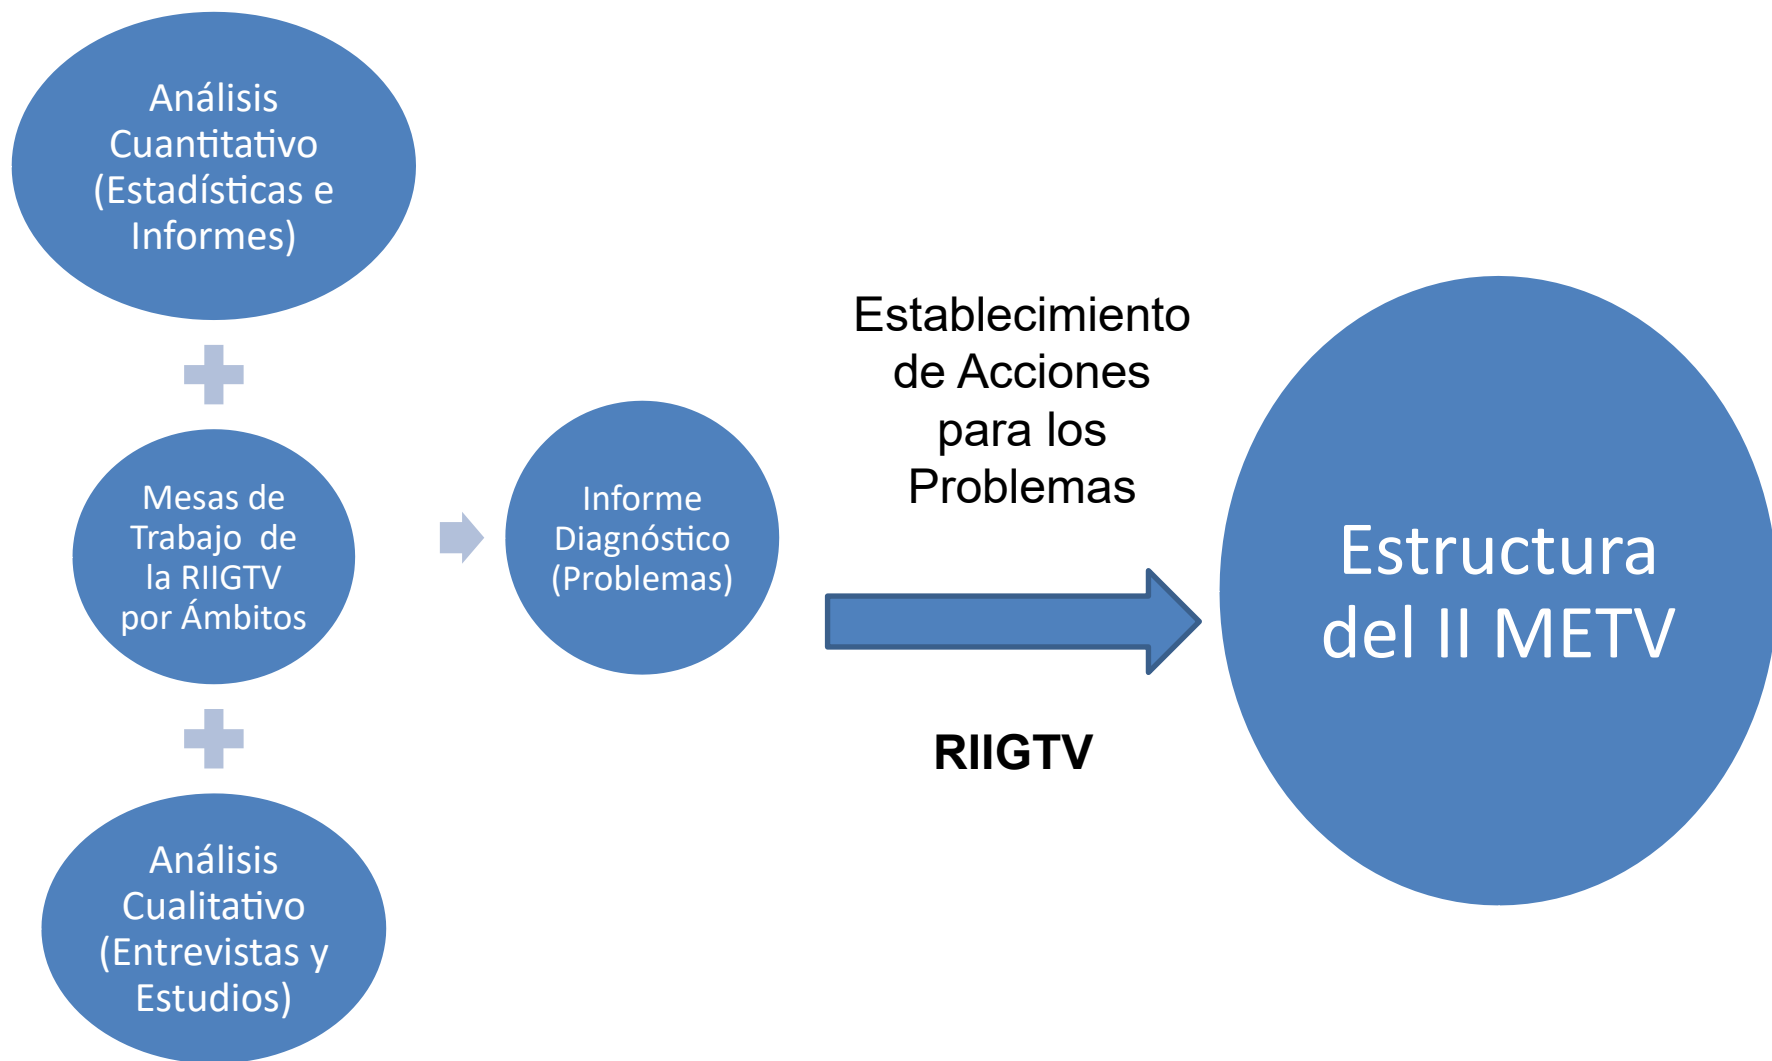 Análisis
Cuantitativo
(Estadísticas e
Informes)
Mesas de
Trabajo de
la RIIGTV
por Ámbitos
Análisis
Cualitativo
(Entrevistas y
Estudios)
Informe
Diagnóstico
(Problemas)
Establecimiento
de Acciones
para los
Problemas
RIIGTV
Estructura
del II METV